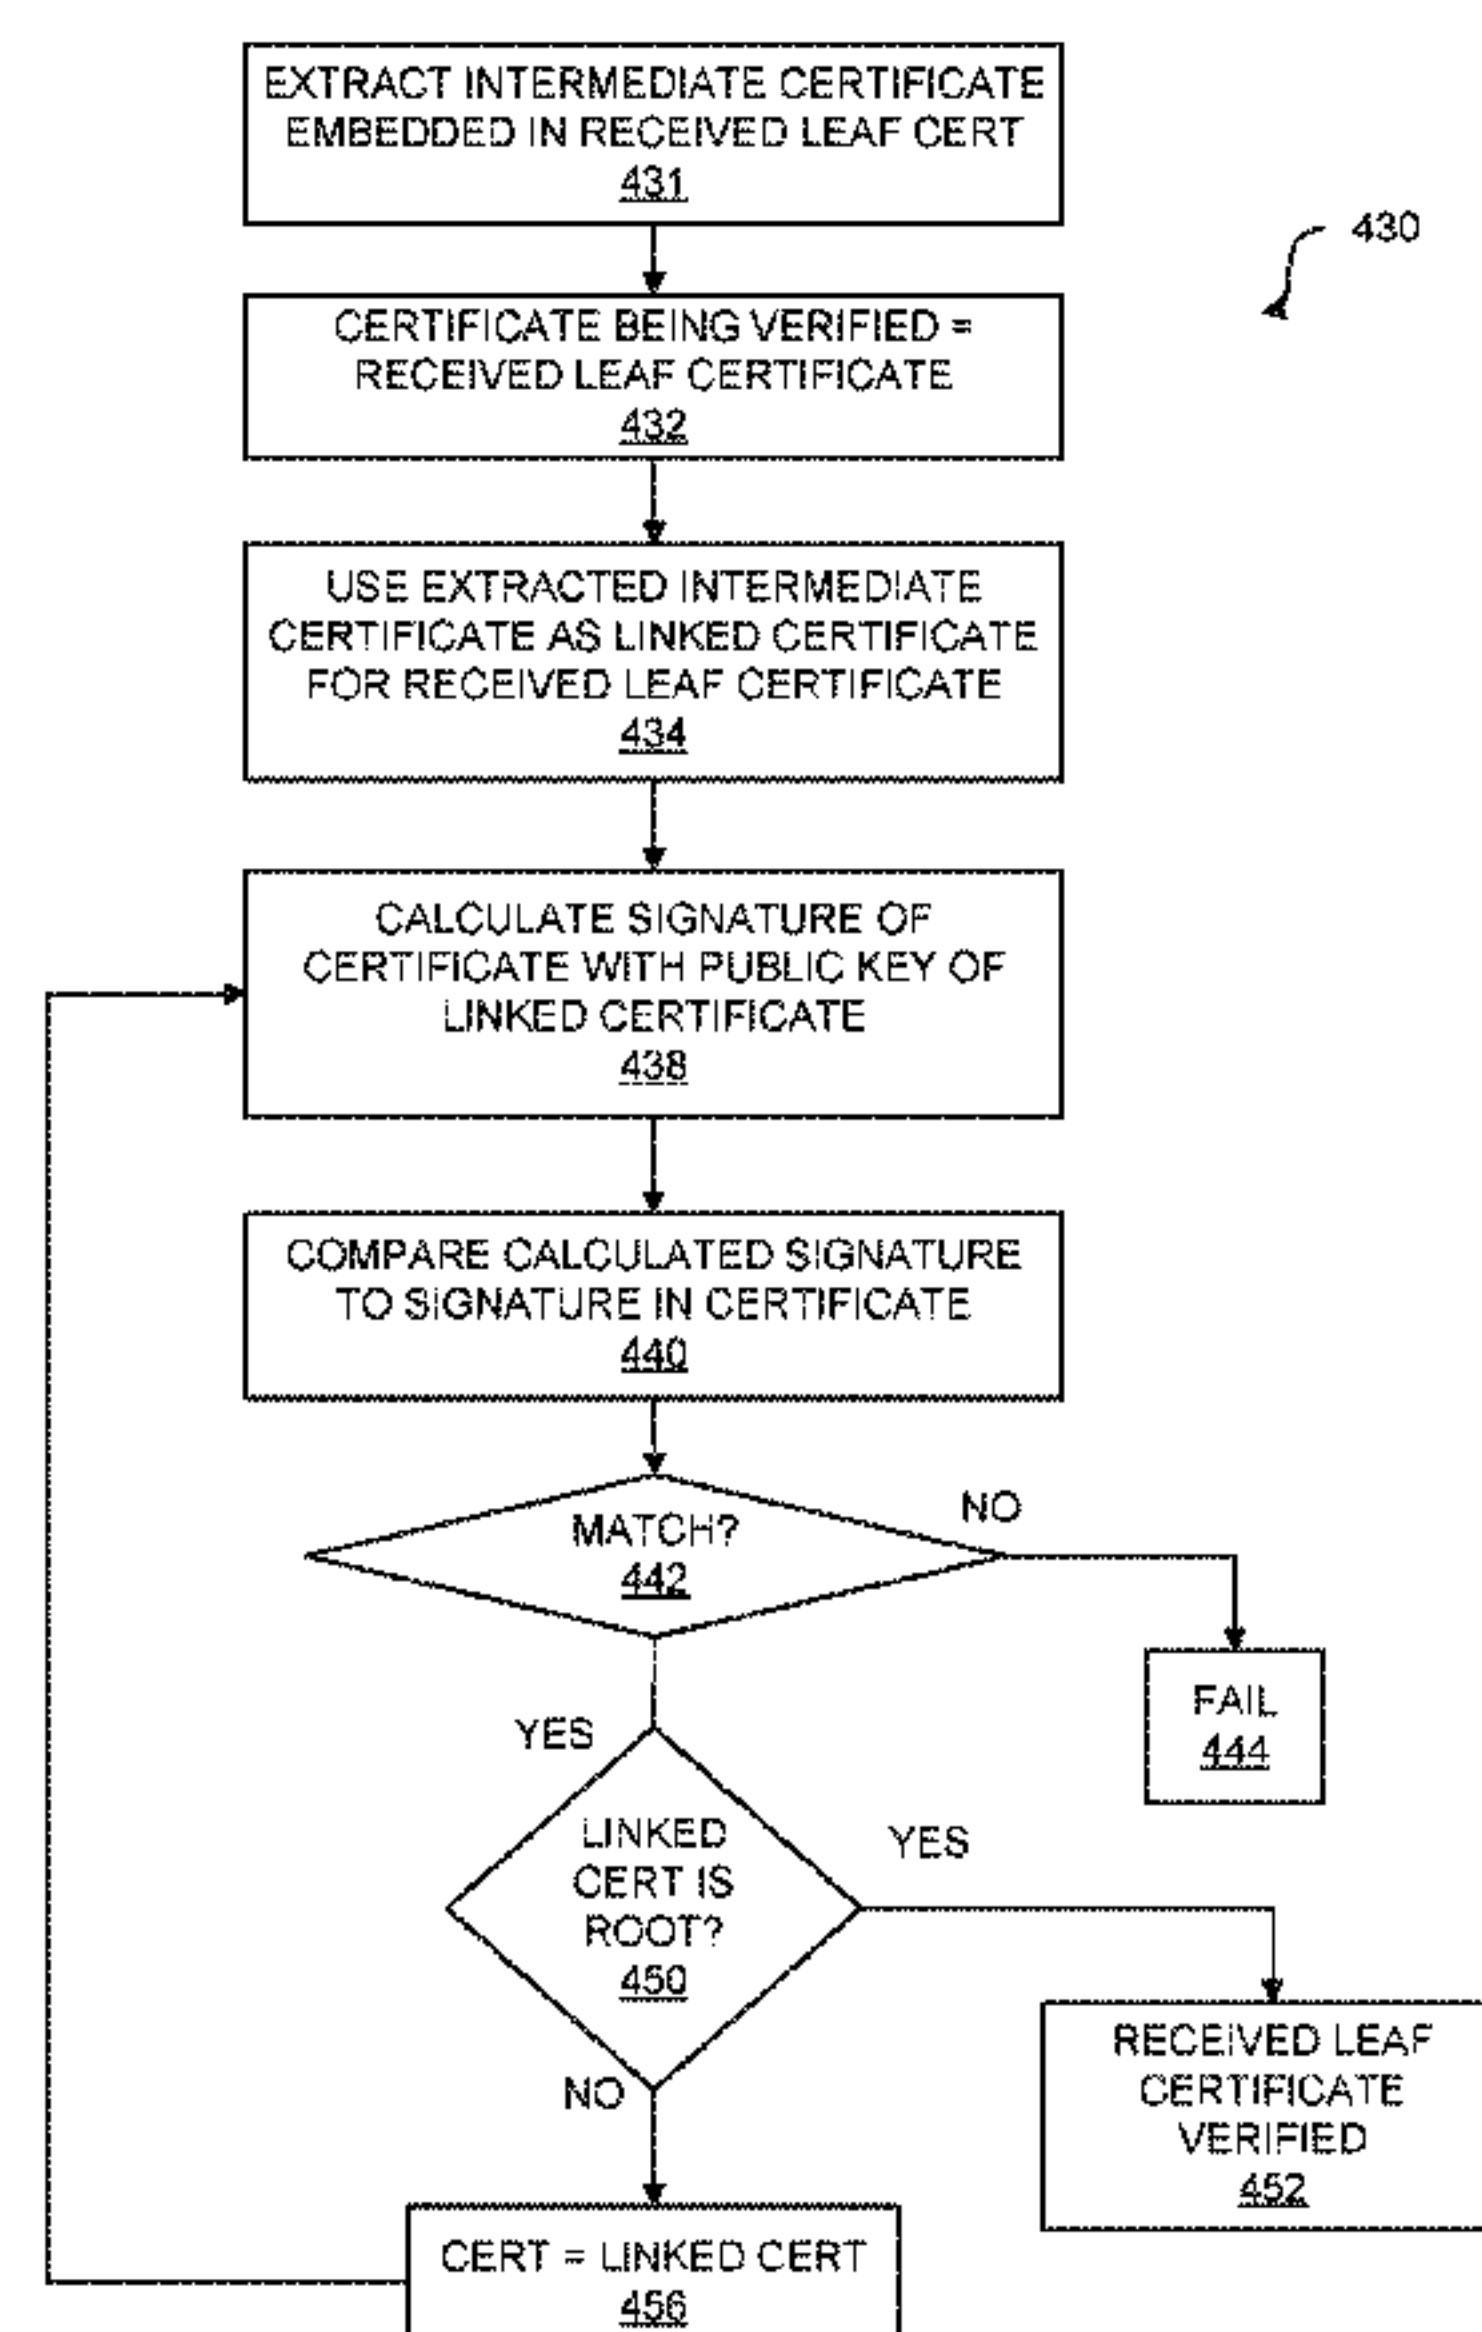 EXTRACT INTERMEDIATE CERTIFICATE
EMBEDDED IN RECEIVED LEAF CERT
431
430
CERTIFICATE BEING VERIFIED =
RECEIVED LEAF CERTIFICATE
432
USE EXTRACTED INTERMEDIATE
CERTIFICATE AS LINKED CERTIFICATE
FOR RECEIVED LEAF CERTIFICATE
434
CALCULATE SIGNATURE OF
CERTIFICATE WITH PUBLIC KEY OF
LINKED CERTIFICATE
438
COMPARE CALCULATED SIGNATURE
TO SIGNATURE IN CERTIFICATE
440
MATCH?
442
NO
FAIL
444
YES
LINKED
CERT IS
ROOT?
450
YES
RECEIVED LEAF
CERTIFICATE
VERIFIED
452
NO
CERT = LINKED CERT
456